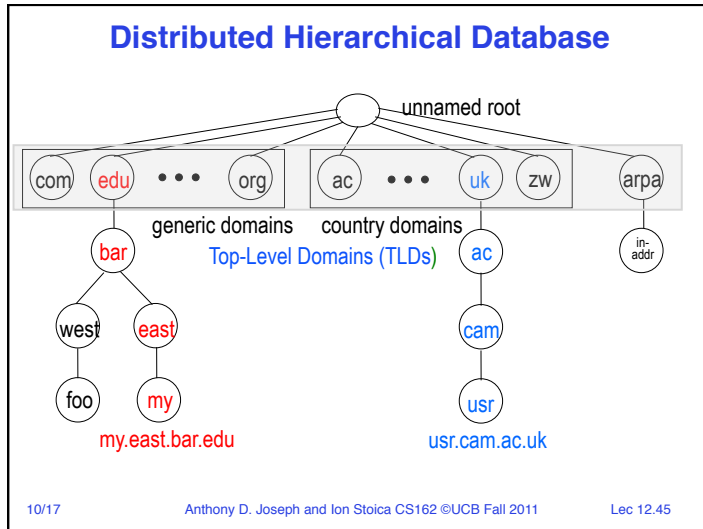 Distributed Hierarchical Database
unnamed root
com edu • • • org ac • • • uk zw arpa
generic domains country domains
Top-Level Domains (TLDs)
bar ac in-
addr
west east cam
foo my usr
my.east.bar.edu usr.cam.ac.uk
10/17 Anthony D. Joseph and Ion Stoica CS162 ©UCB Fall 2011 Lec 12.45